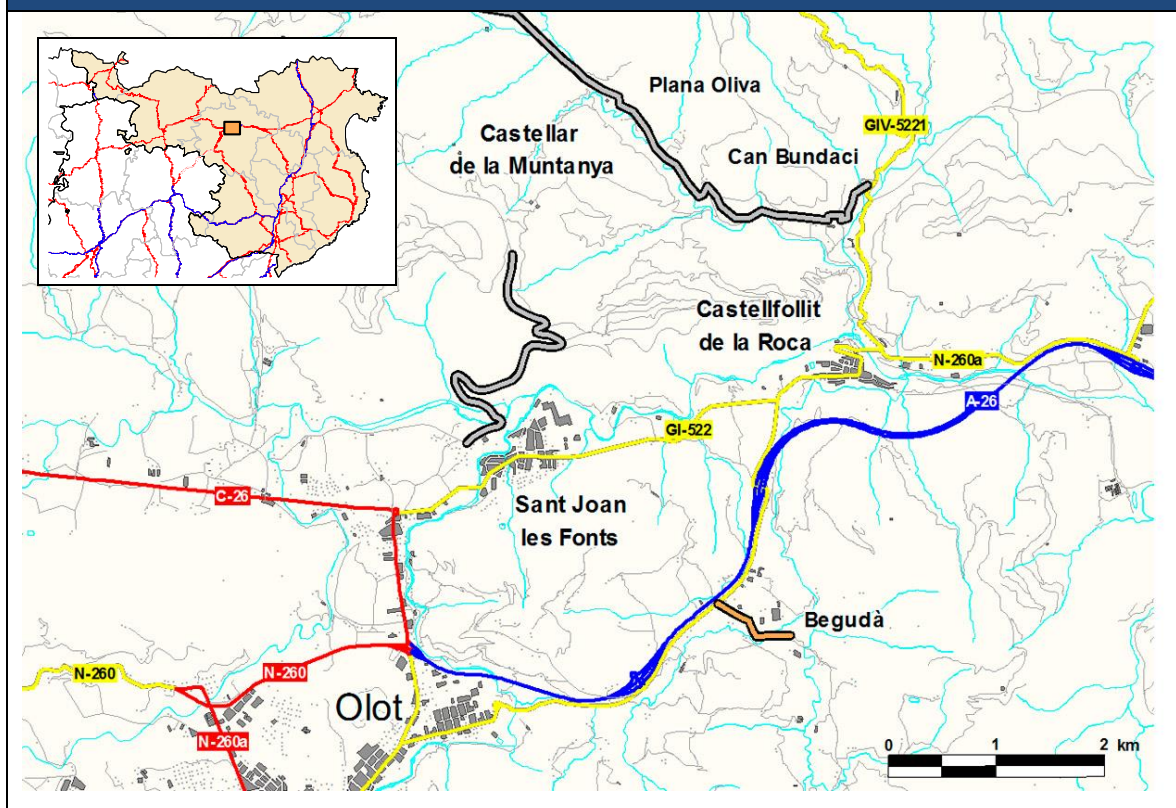 Plana Oliva
GIV-5221
Castellar
de la Muntanya
Can Bundaci
Castellfollit
de la Roca
N-260a
A-26
GI-522
C-26
Sant Joan
les Fonts
Begudà
N-260
N-260
Olot
N-260a
0 1 2 km